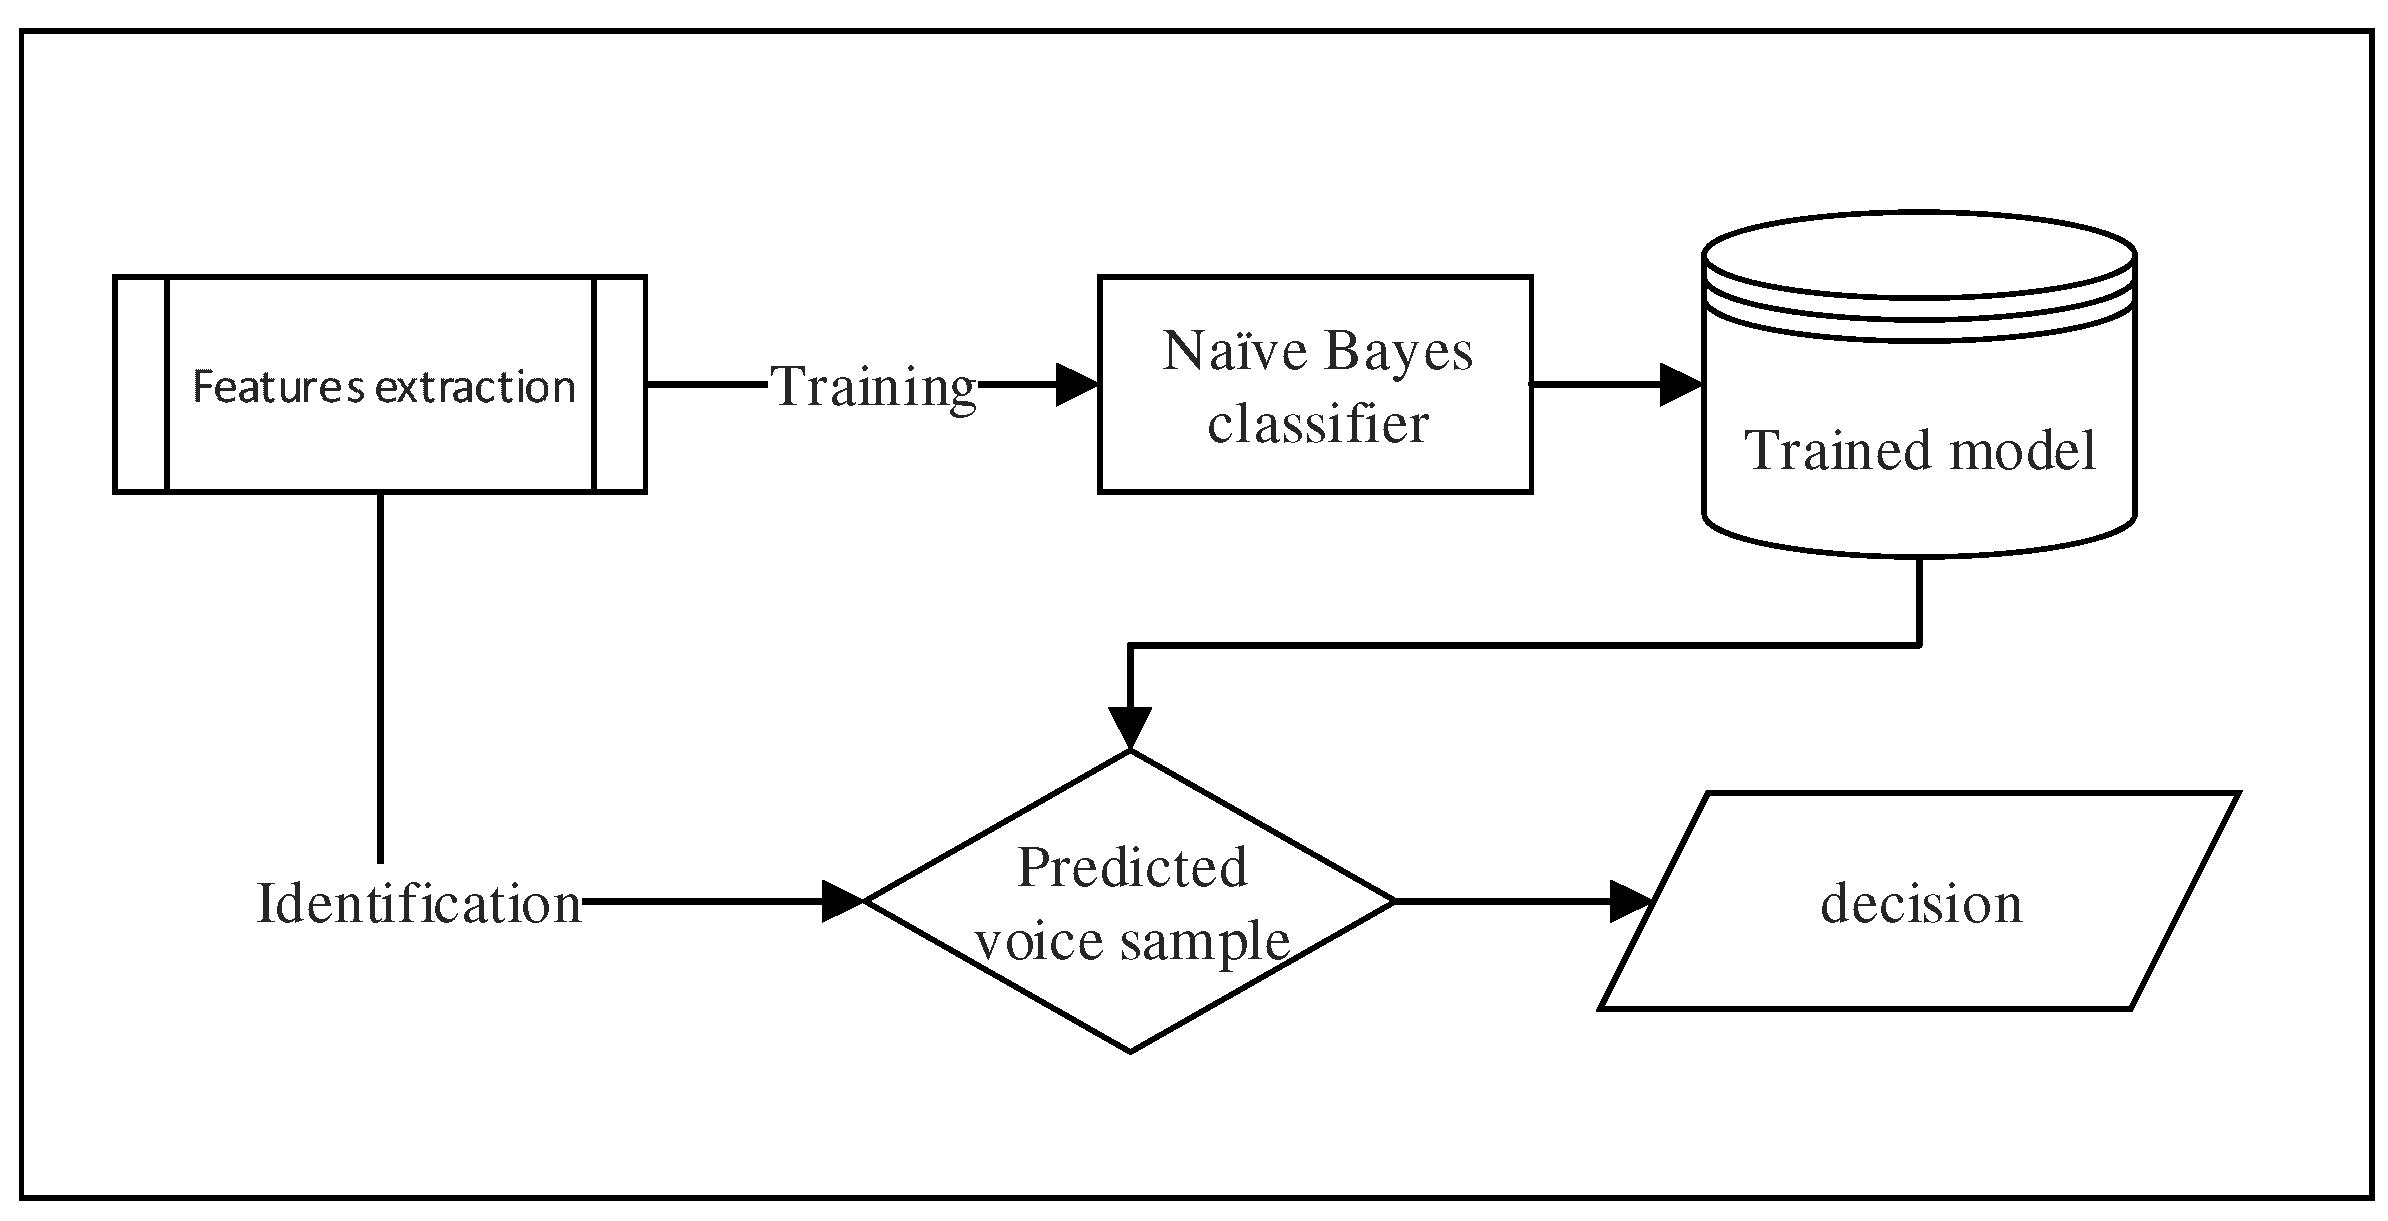 Features extraction
Training
Naïve Bayes
classifier
Trained model
Identification
Predicted
voice sample
decision